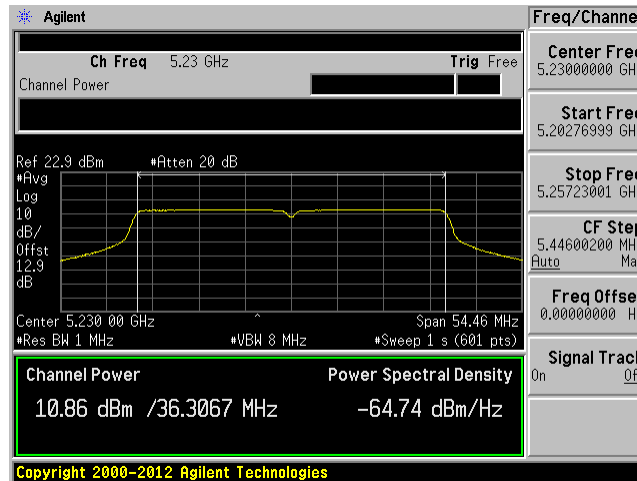 Agilent
Freq/Channe
Ch Freq 5.23 GHz Trig Free
Channel Power
Center Fre
5.23000000 GH
Start Fre
5.20276999 GH
Stop Fre
5.25723001 GH
CF Ste
5.44600200 MH
Auto Ma
Freq Offse
0.00000000 H
Signal Trac
On Of
Ref 22.9 dBm #Atten 20 dB
#Avg
Log
10
dB/
Offst
12.9
dB
Center 5.230 00 GHz Span 54.46 MHz
#Res BW 1 MHz #VBW 8 MHz #Sweep 1 s (601 pts)
Channel Power Power Spectral Density
10.86 dBm /36.3067 MHz -64.74 dBm/Hz
Copyright 2000-2012 Agilent Technologies